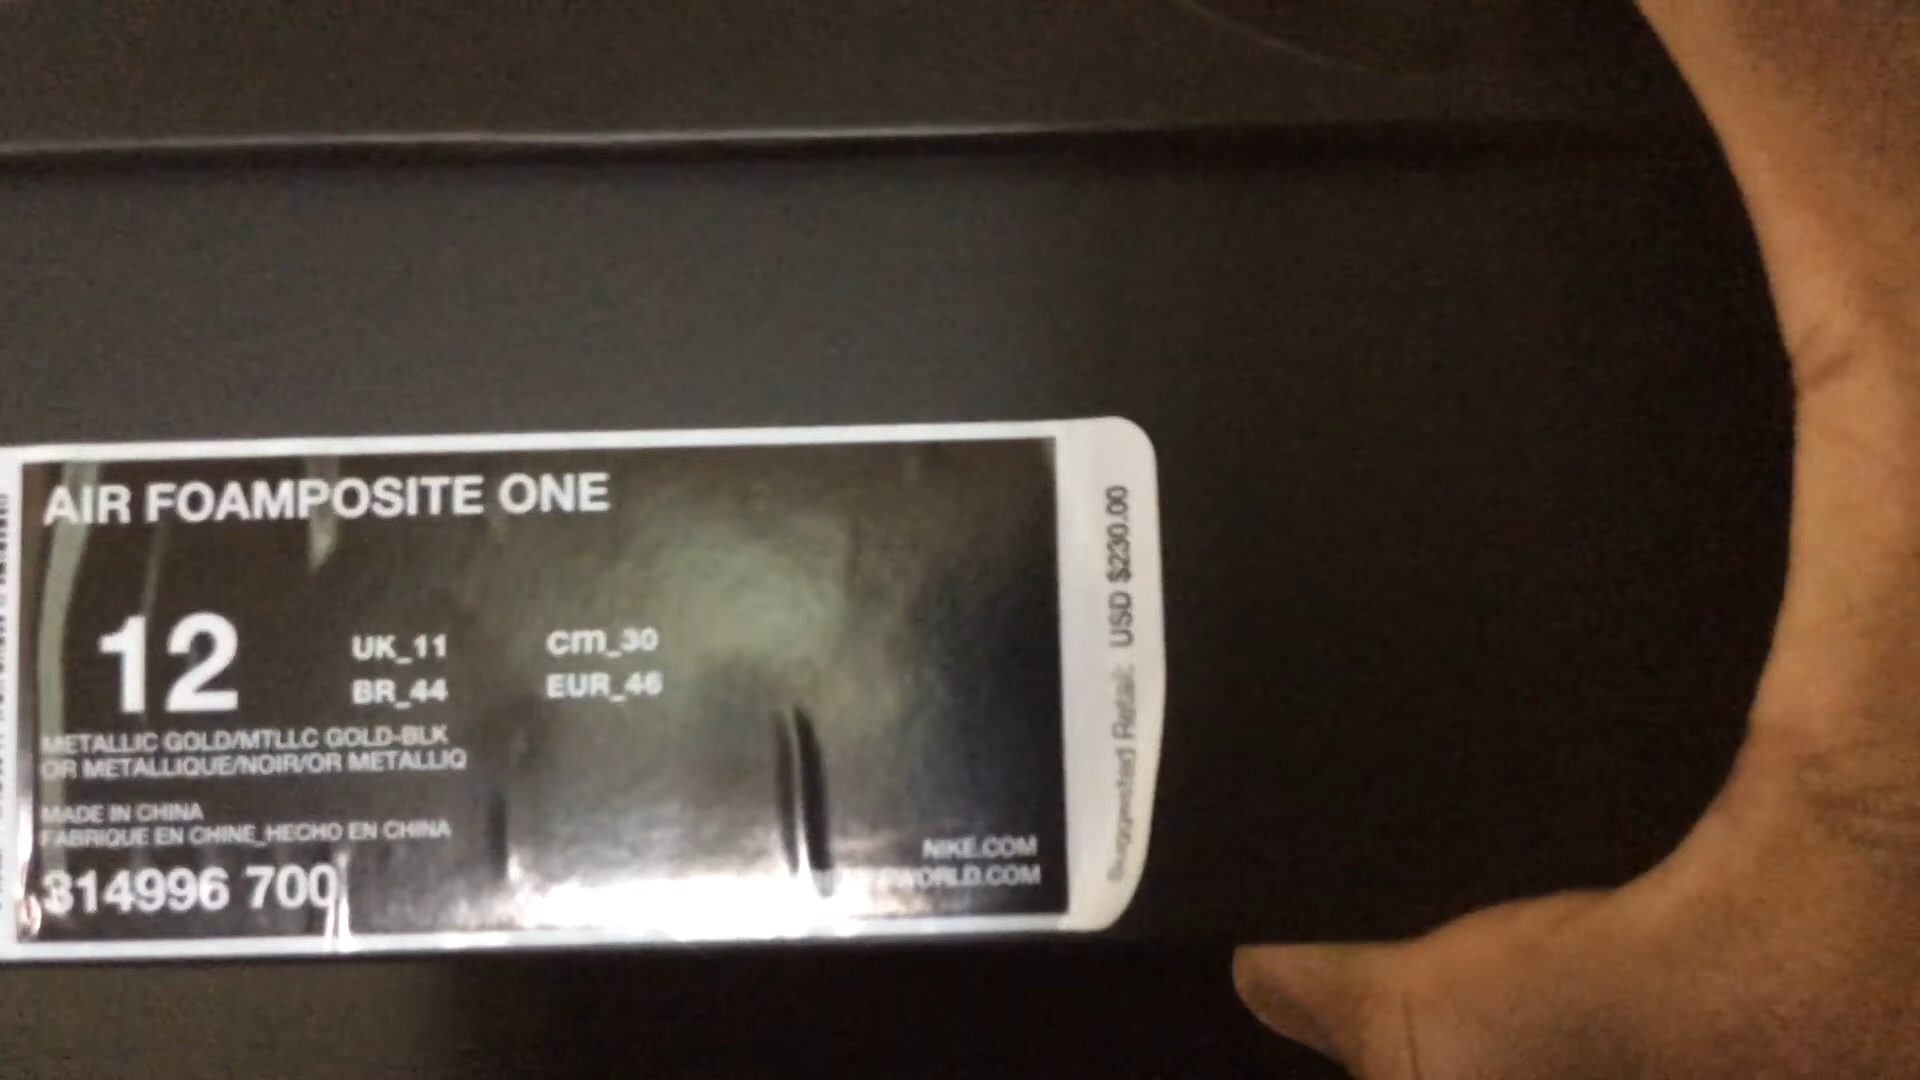 AIR FOAMPOSITE ONE
12
UK_11
cm_30
BR_44
EUR_46
METALLIC GOLD/MTLLC GOLD-BLK
OR METALLIQUE/NOIR/OR METALLIQ
MADE IN CHINA
FABRIQUE EN CHINE_HECHO EN CHINA
314996 700
NIKE.COM
WORLD.COM
Suggested Retail: USD $230.00